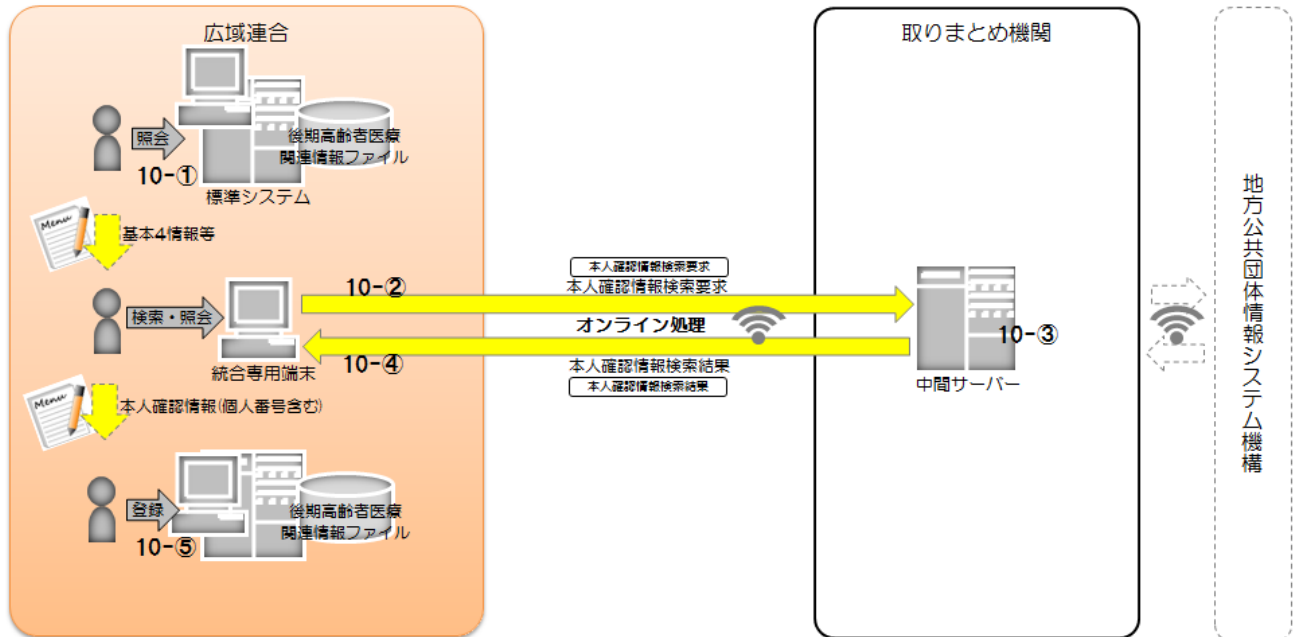 広域連合
照会
後期高齢者医療
関連情報ファイル
10-①
標準システム
Menu
基本4情報等
検索・照会
統合専用端末
10-②
本人確認情報検索要求
本人確認情報検索要求
オンライン処理
10-④
本人確認情報検索結果
本人確認情報検索結果
Menu
本人確認情報(個人番号含む)
登録
後期高齢者医療
関連情報ファイル
10-⑤
取りまとめ機関
10-③
中間サーバー
地方公共団体情報システム機構